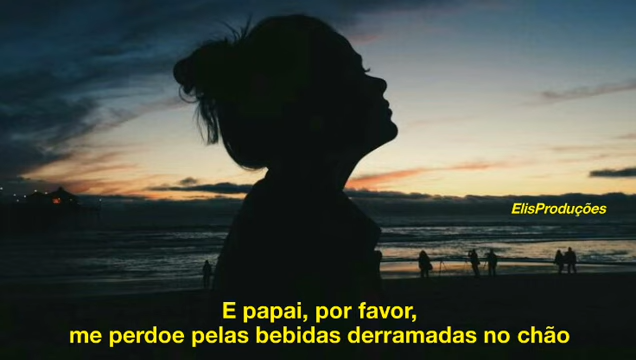 ElisProduções
E papai, por favor,
me perdoe pelas bebidas derramadas no chão